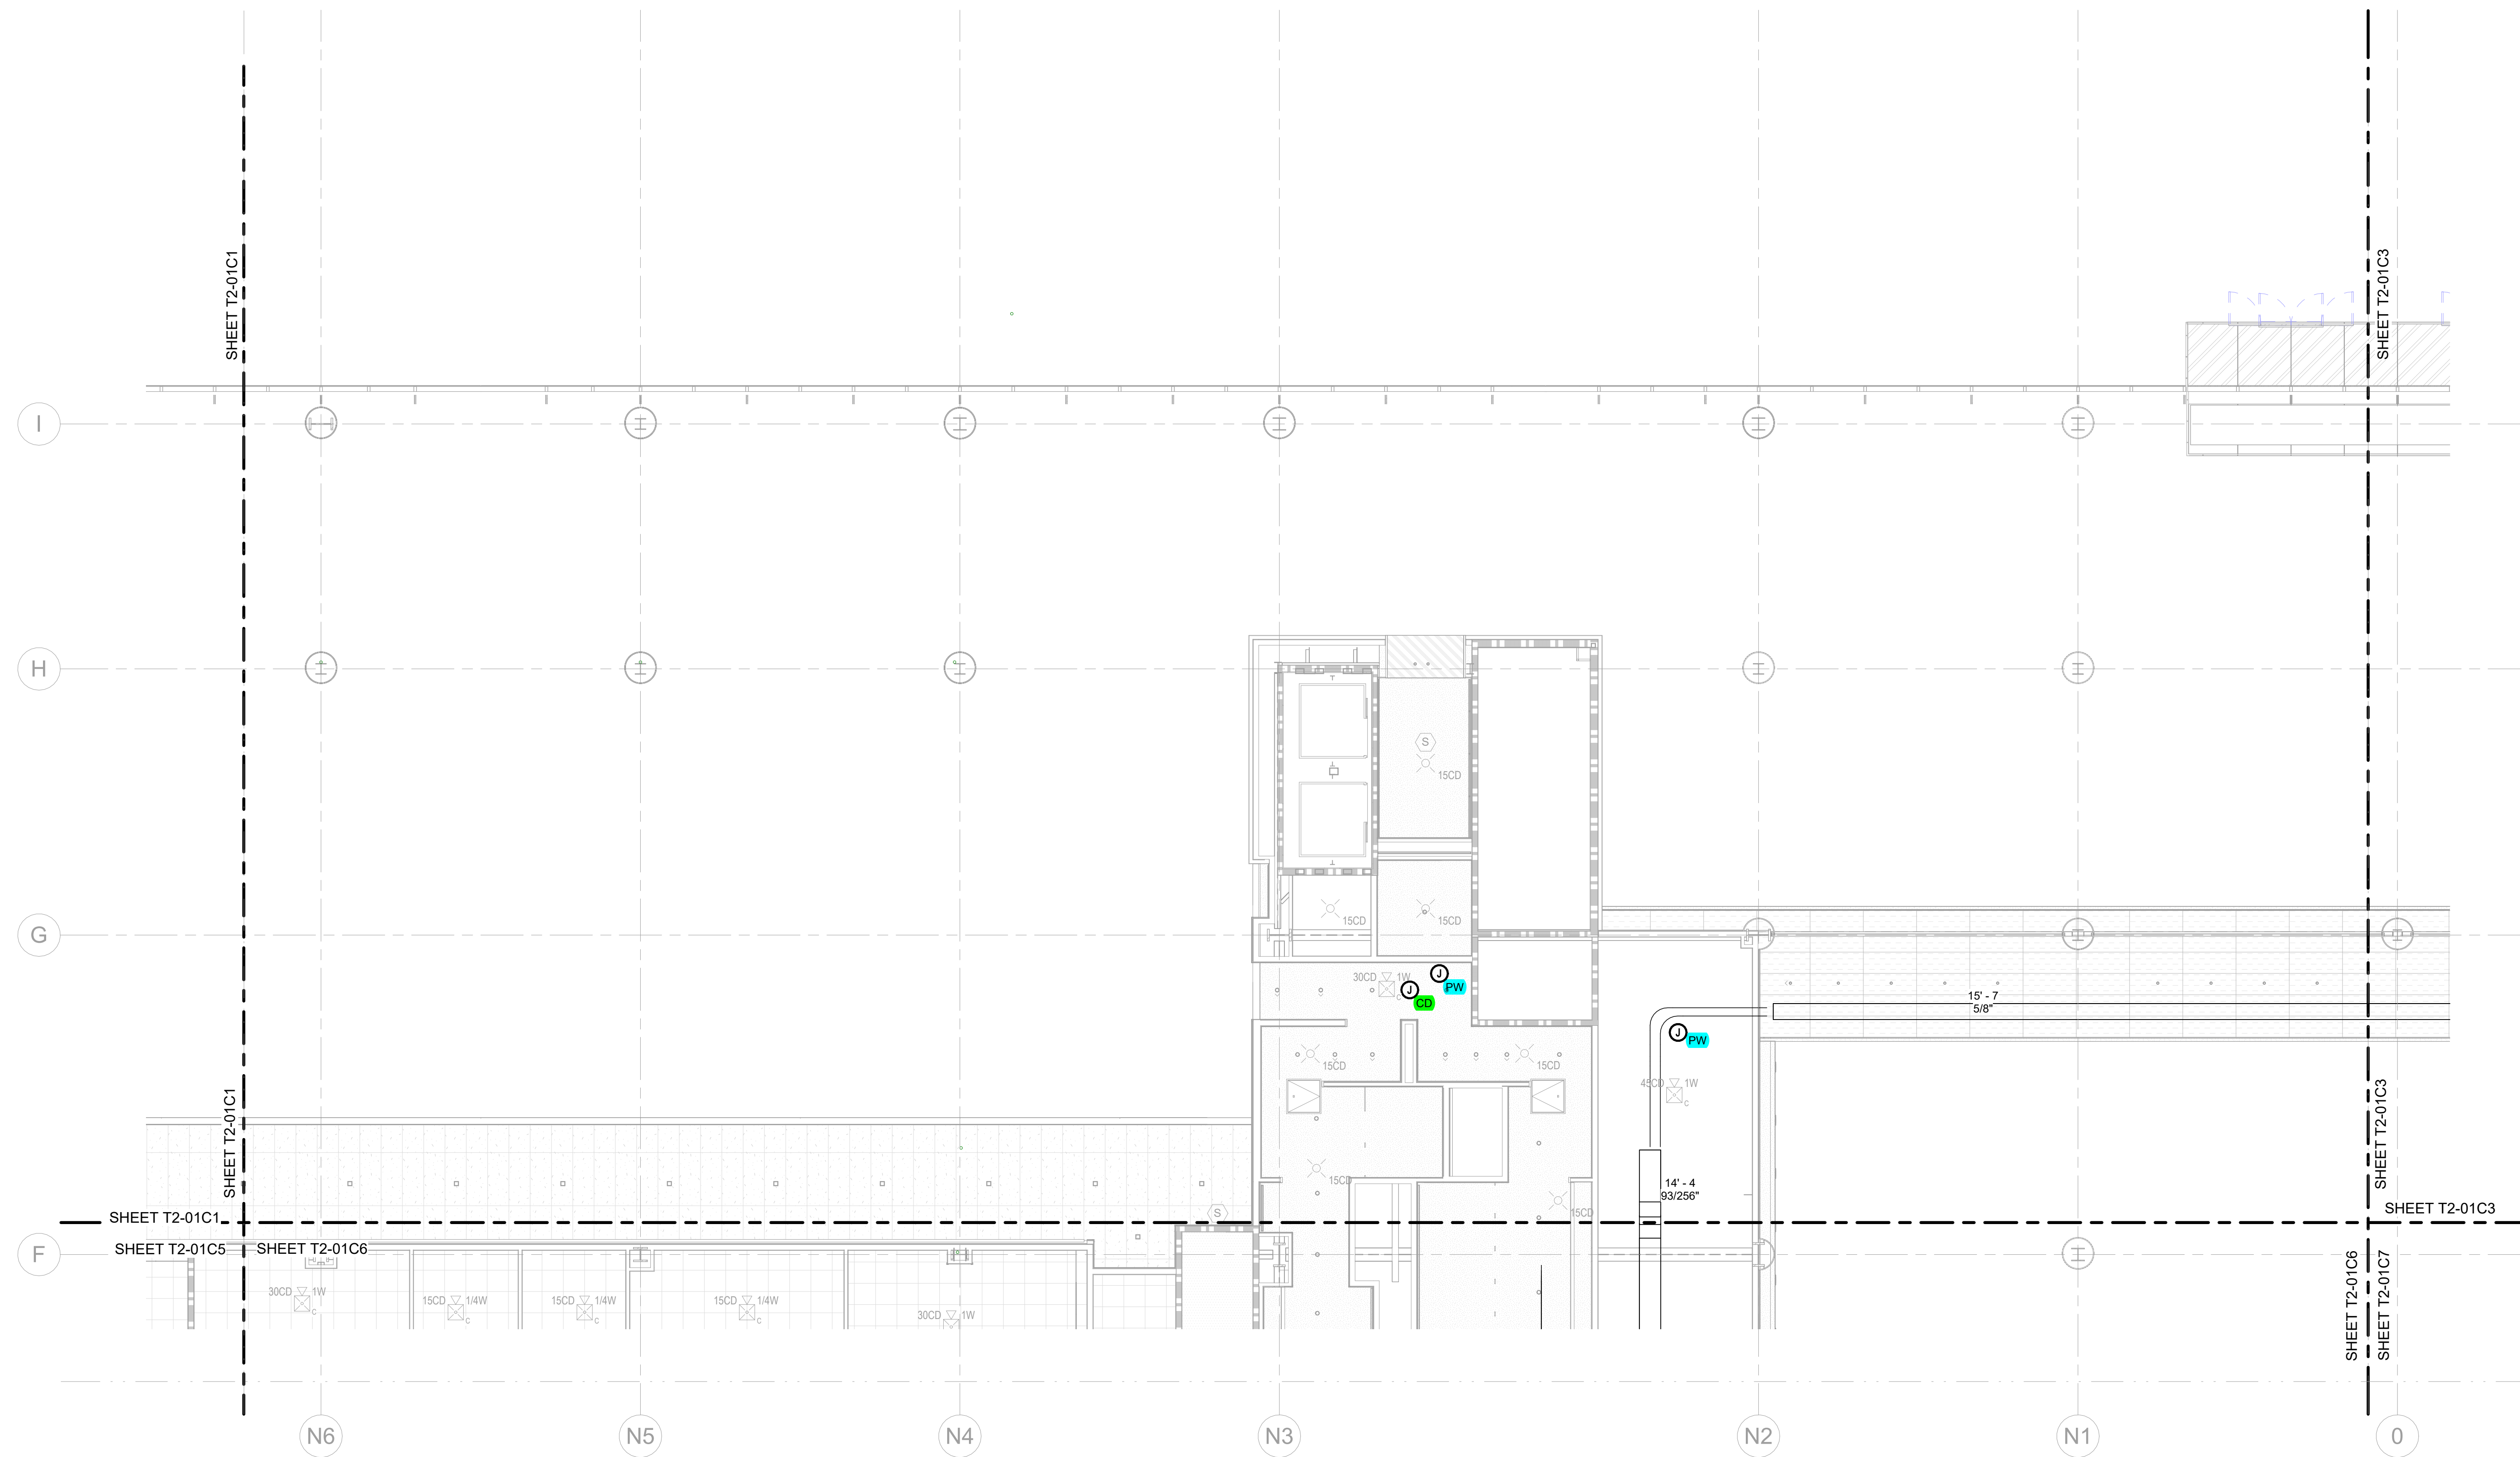 SHEET T2-01C1
SHEET T2-01C3
I
H
S
15CD
15CD
15CD
G
30CD
1W
C
J
PW
J
CD
15' - 7
5/8"
J
PW
15CD
15CD
45CD
1W
C
SHEET T2-01C1
SHEET T2-01C3
15CD
14' - 4
93/256"
15CD
S
SHEET T2-01C1
SHEET T2-01C3
F
SHEET T2-01C5
SHEET T2-01C6
SHEET T2-01C6
SHEET T2-01C7
30CD
1W
C
15CD
1/4W
C
15CD
1/4W
C
15CD
1/4W
C
30CD
1W
N6
N5
N4
N3
N2
N1
0